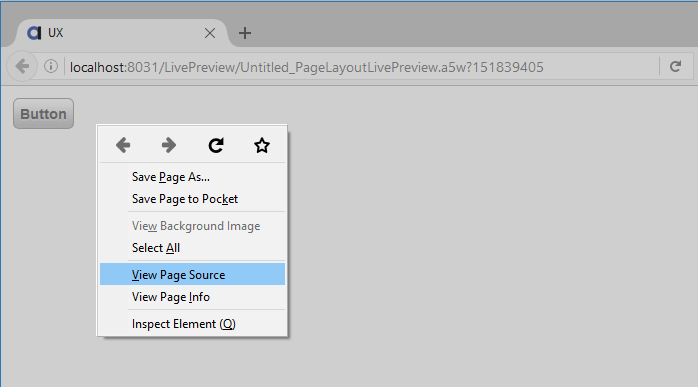 UX
localhost:8031/LivePreview/Untitled_PageLayoutLivePreview.a5w?151839405
Button
Save Page As...
Save Page to Pocket
View Background Image
Select All
View Page Source
View Page Info
Inspect Element (Q)